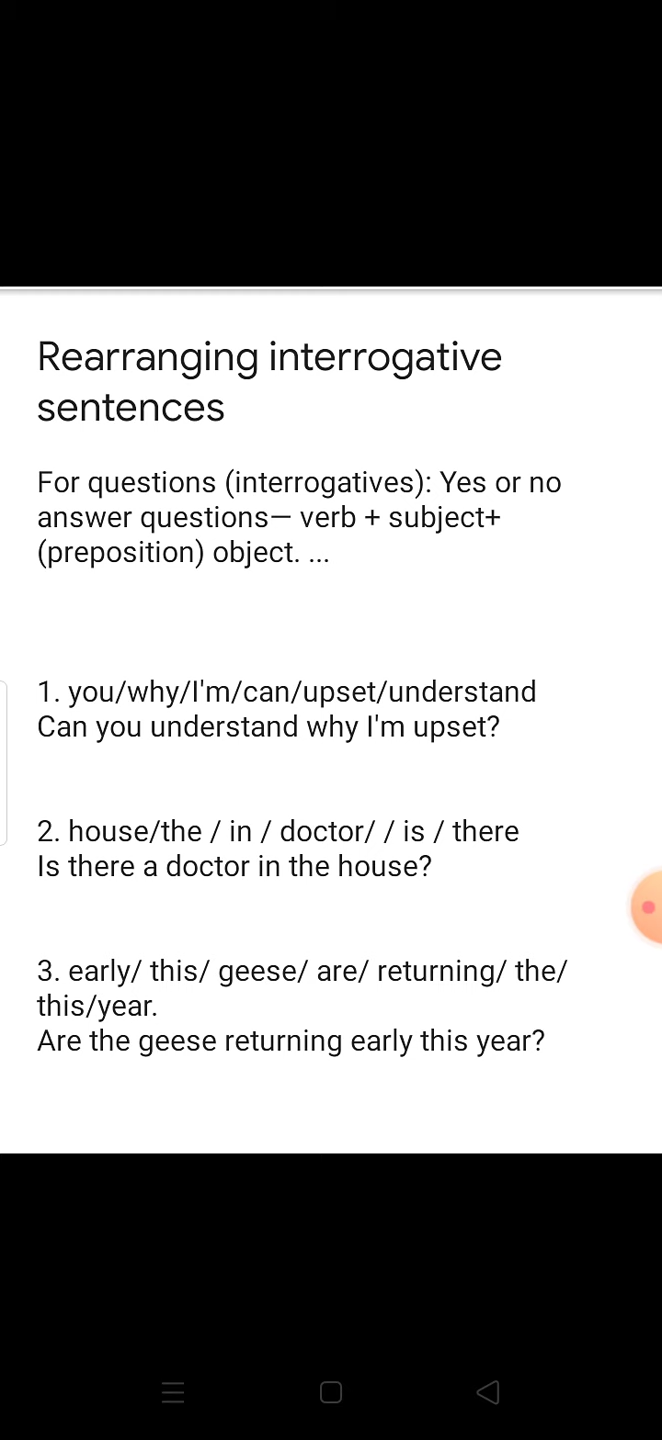 Rearranging interrogative
sentences
For questions (interrogatives): Yes or no
answer questions— verb + subject+
(preposition) object. ...
1. you/why/I'm/can/upset/understand
Can you understand why I'm upset?
2. house/the / in / doctor/ / is / there
Is there a doctor in the house?
3. early/ this/ geese/ are/ returning/ the/
this/year.
Are the geese returning early this year?